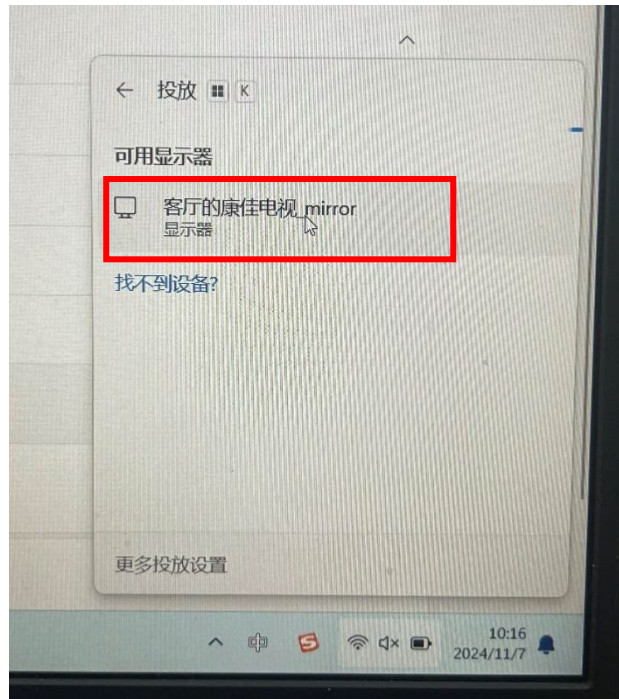 ← 投放 K
可用显示器
客厅的康佳电视_mirror
显示器
找不到设备?
更多投放设置
中
S
10:16
2024/11/7